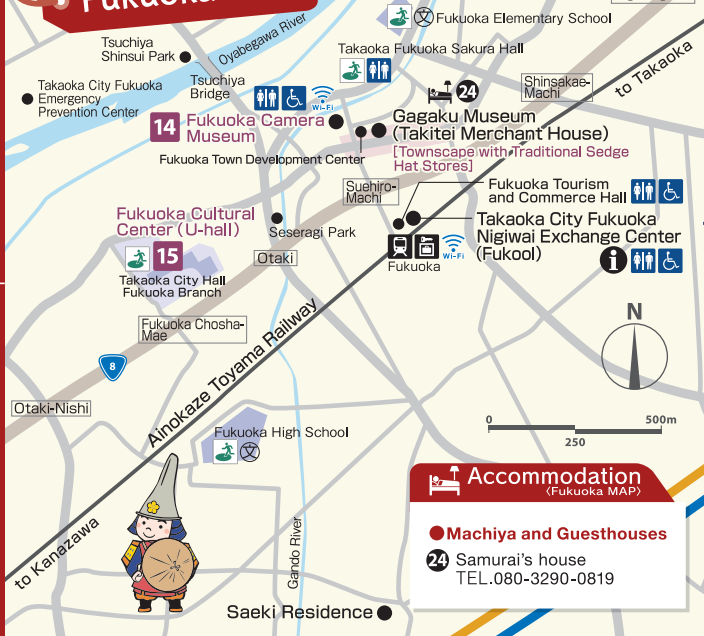 Fukuoka
Fukuoka Elementary School
Oyabegawa River
Tsuchiya
Shinsui Park
Takaoka Fukuoka Sakura Hall
to Takaoka
Takaoka City Fukuoka
Emergency
Prevention Center
Tsuchiya
Bridge
Wi-Fi
24
Shinsakae-
Machi
14 Fukuoka Camera
Museum
Gagaku Museum
(Takitei Merchant House)
[Townscape with Traditional Sedge
Hat Stores]
Fukuoka Town Development Center
Suehiro-
Machi
Fukuoka Tourism
and Commerce Hall
Fukuoka Cultural
Center (U-hall)
15
Seseragi Park
Takaoka City Fukuoka
Nigiwai Exchange Center
(Fukool)
Wi-Fi
Fukuoka
Otaki
Takaoka City Hall
Fukuoka Branch
Fukuoka Chosha-
Mae
8
Ainokaze Toyama Railway
N
Otaki-Nishi
0 500m
250
Fukuoka High School
文
文
to Kanazawa
Gando River
Saeki Residence
Accommodation
〈Fukuoka MAP〉
●Machiya and Guesthouses
24 Samurai's house
TEL.080-3290-0819